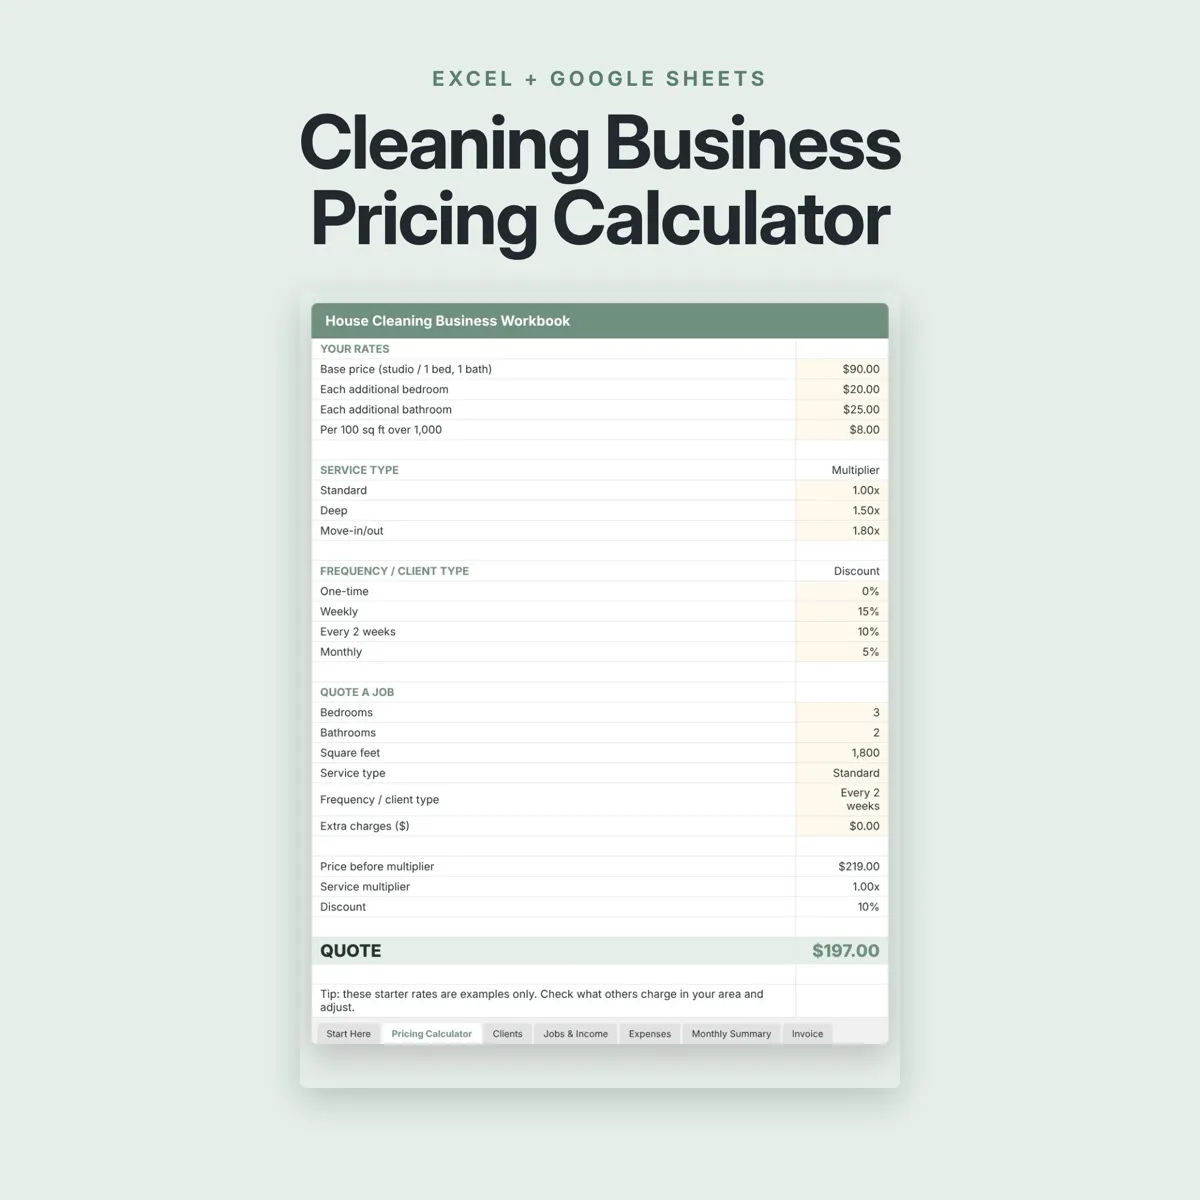 EXCEL + GOOGLE SHEETS
Cleaning Business
Pricing Calculator
House Cleaning Business Workbook
YOUR RATES
Base price (studio / 1 bed, 1 bath) $90.00
Each additional bedroom $20.00
Each additional bathroom $25.00
Per 100 sq ft over 1,000 $8.00
SERVICE TYPE Multiplier
Standard 1.00x
Deep 1.50x
Move-in/out 1.80x
FREQUENCY / CLIENT TYPE Discount
One-time 0%
Weekly 15%
Every 2 weeks 10%
Monthly 5%
QUOTE A JOB
Bedrooms 3
Bathrooms 2
Square feet 1,800
Service type Standard
Frequency / client type Every 2
weeks
Extra charges ($) $0.00
Price before multiplier $219.00
Service multiplier 1.00x
Discount 10%
QUOTE $197.00
Tip: these starter rates are examples only. Check what others charge in your area and
adjust.
Start Here Pricing Calculator Clients Jobs & Income Expenses Monthly Summary Invoice